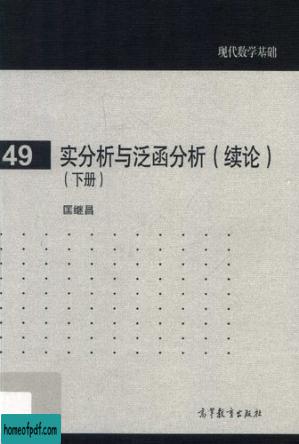 现代数学基础
49
实分析与泛函分析（续论）
（下册）
匡继昌
高等教育出版社
homeofpdf.com